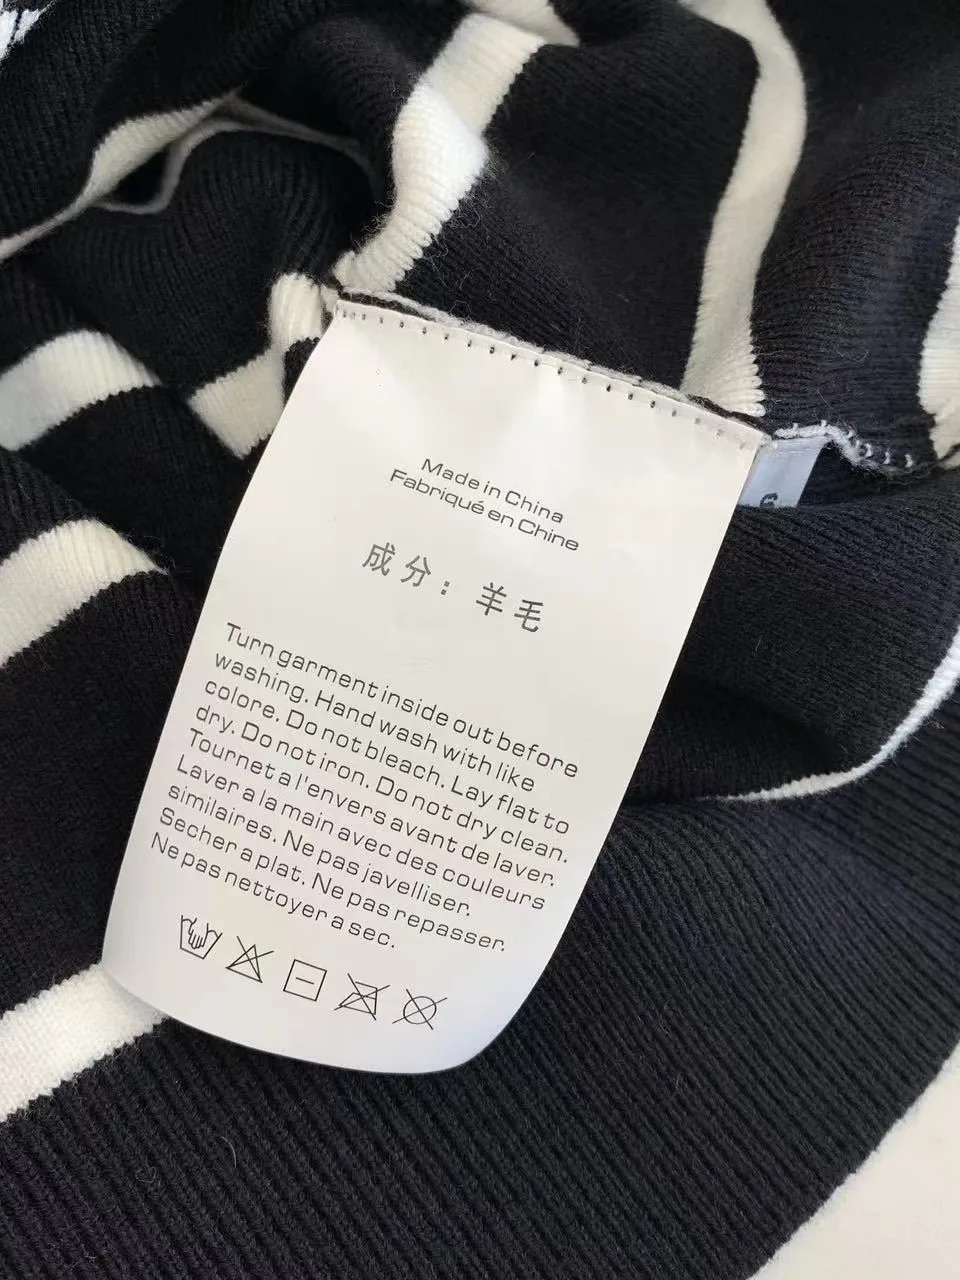 Made in China
Fabriqué en Chine
成分：羊毛
Turn garment inside out before
washing. Hand wash with like
colore. Do not bleach. Lay flat to
dry. Do not iron. Do not dry clean.
Tournet a l'envers avant de laver.
Laver a la main avec des couleurs
similaires. Ne pas javelliser.
Secher a plat. Ne pas repasser.
Ne pas nettoyer a sec.